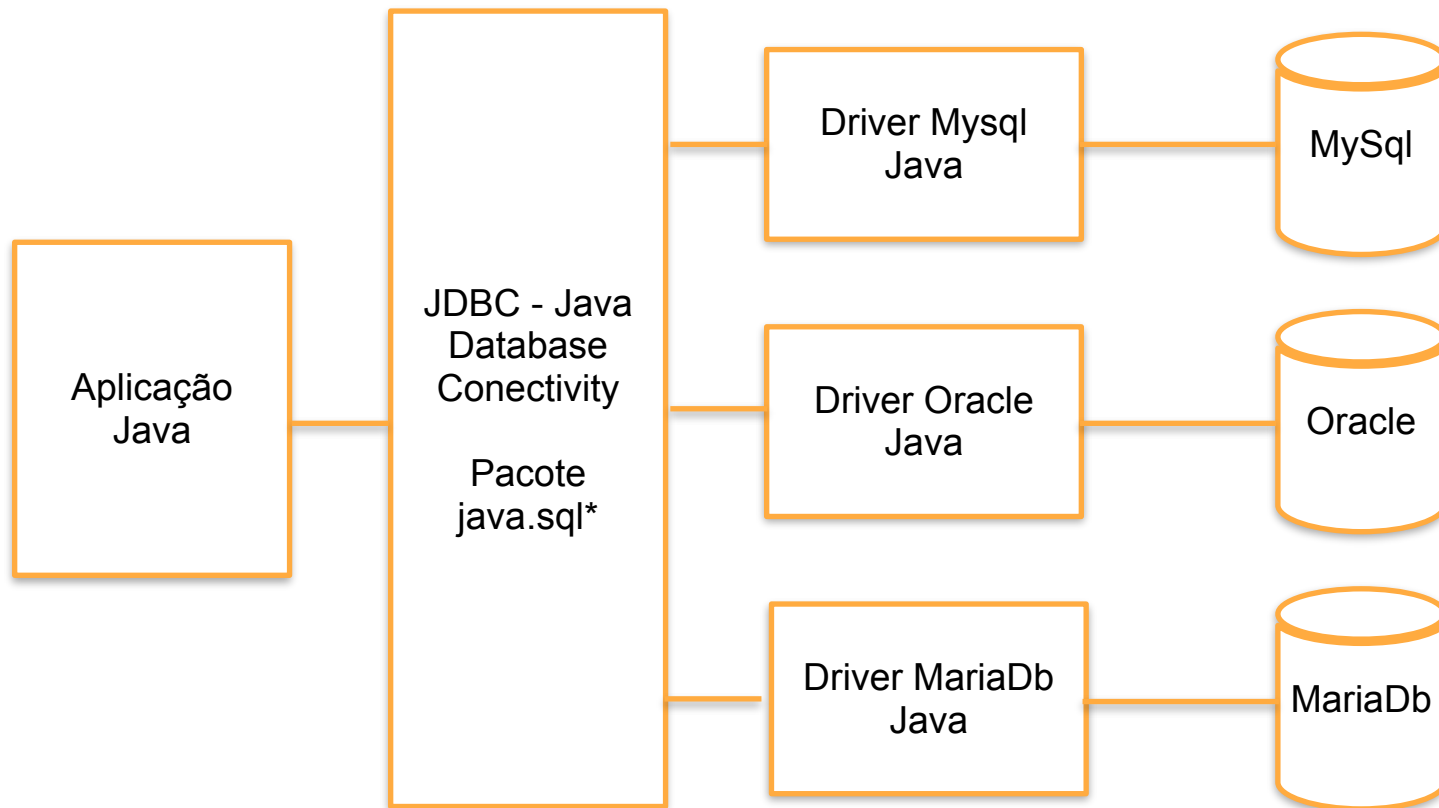 Aplicação
Java
JDBC - Java
Database
Conectivity
Pacote
java.sql*
Driver Mysql
Java
MySql
Driver Oracle
Java
Oracle
Driver MariaDb
Java
MariaDb